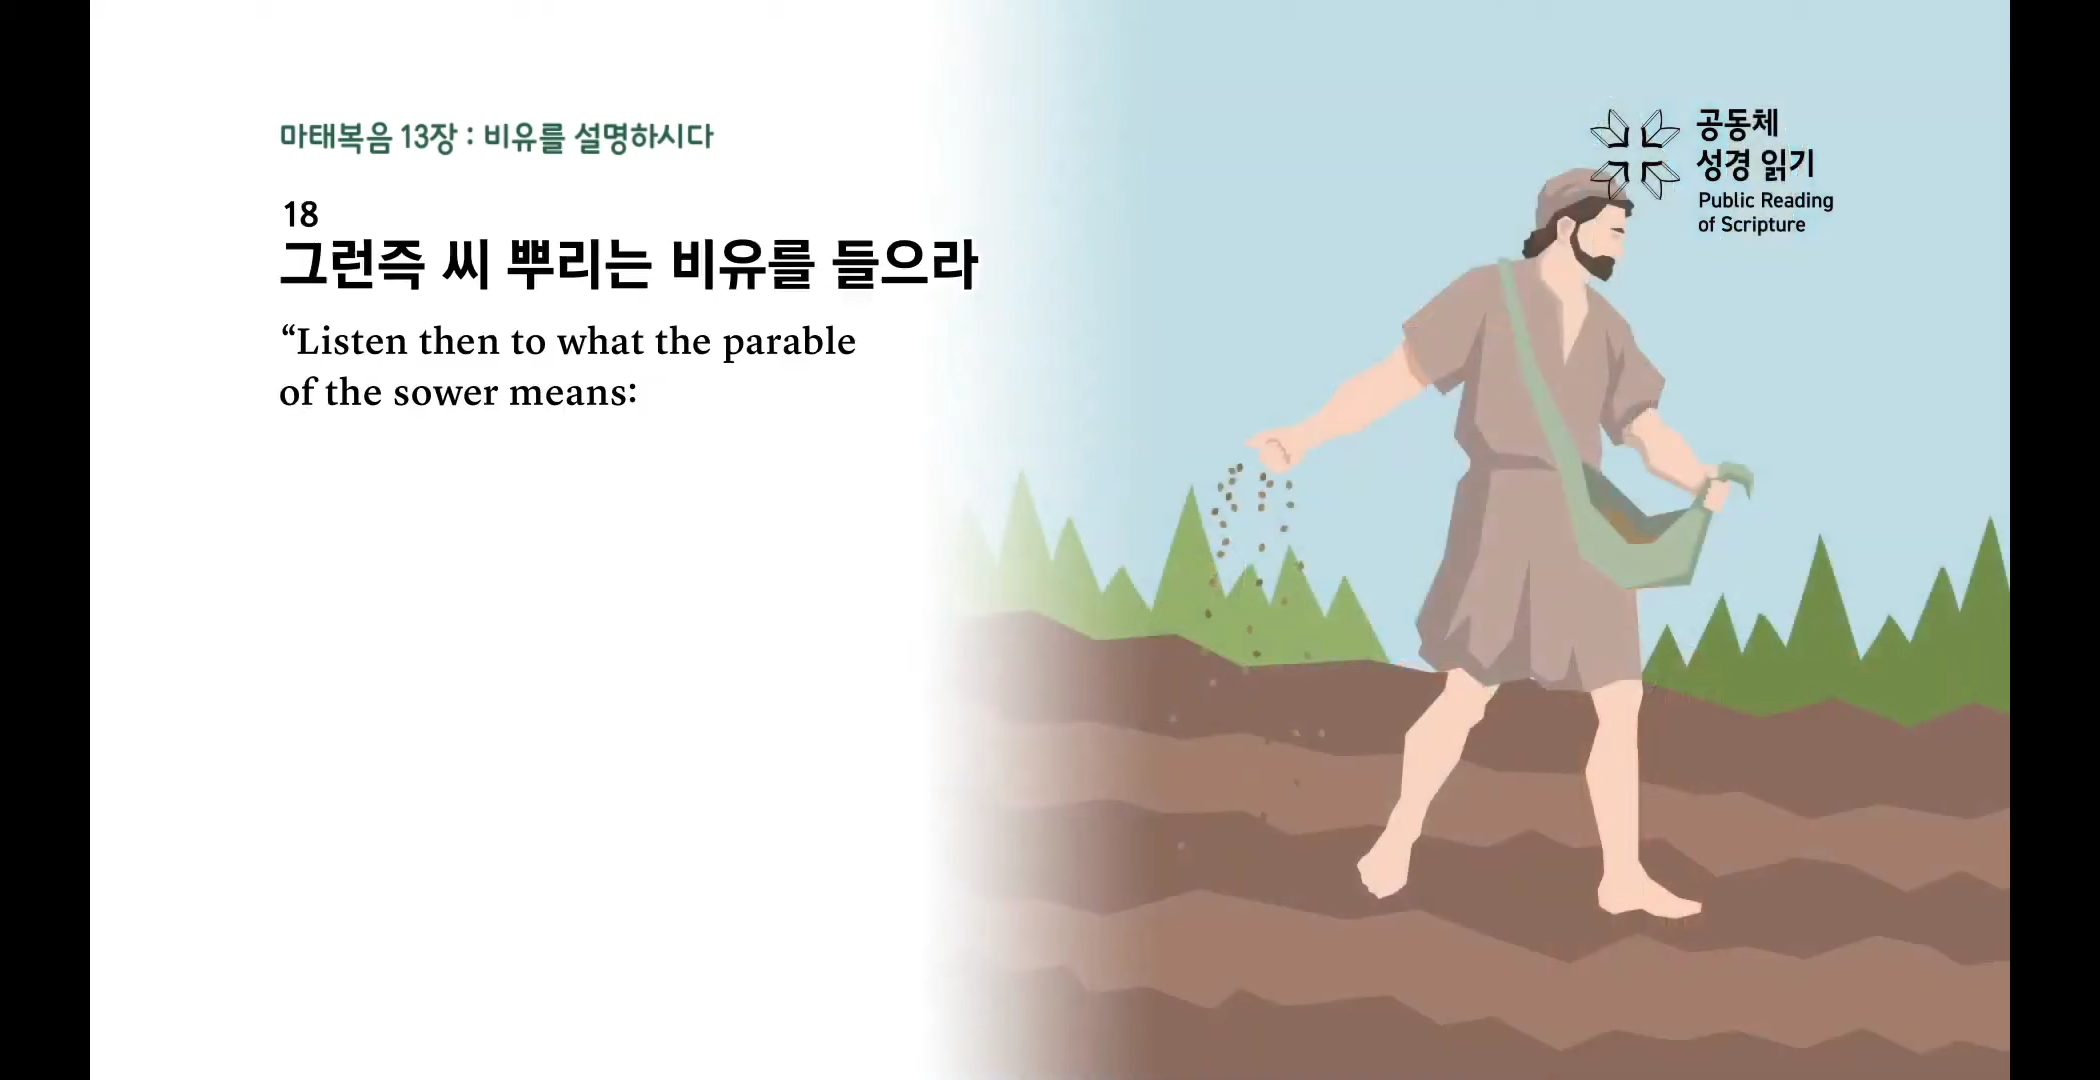 마태복음 13장 : 비유를 설명하시다
18
그런즉 씨 뿌리는 비유를 들으라
“Listen then to what the parable
of the sower means:
공동체
성경 읽기
Public Reading
of Scripture